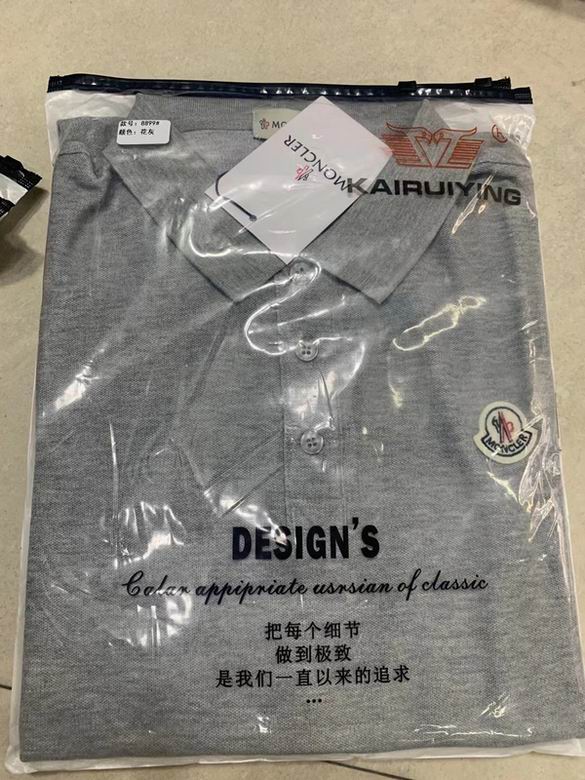 款号: 8899#
颜色: 花灰
MONCLER
®
KAIRUIYING
MONCLER
DESIGN'S
Calar appipriate usrsian of classic
把每个细节
做到极致
是我们一直以来的追求
...